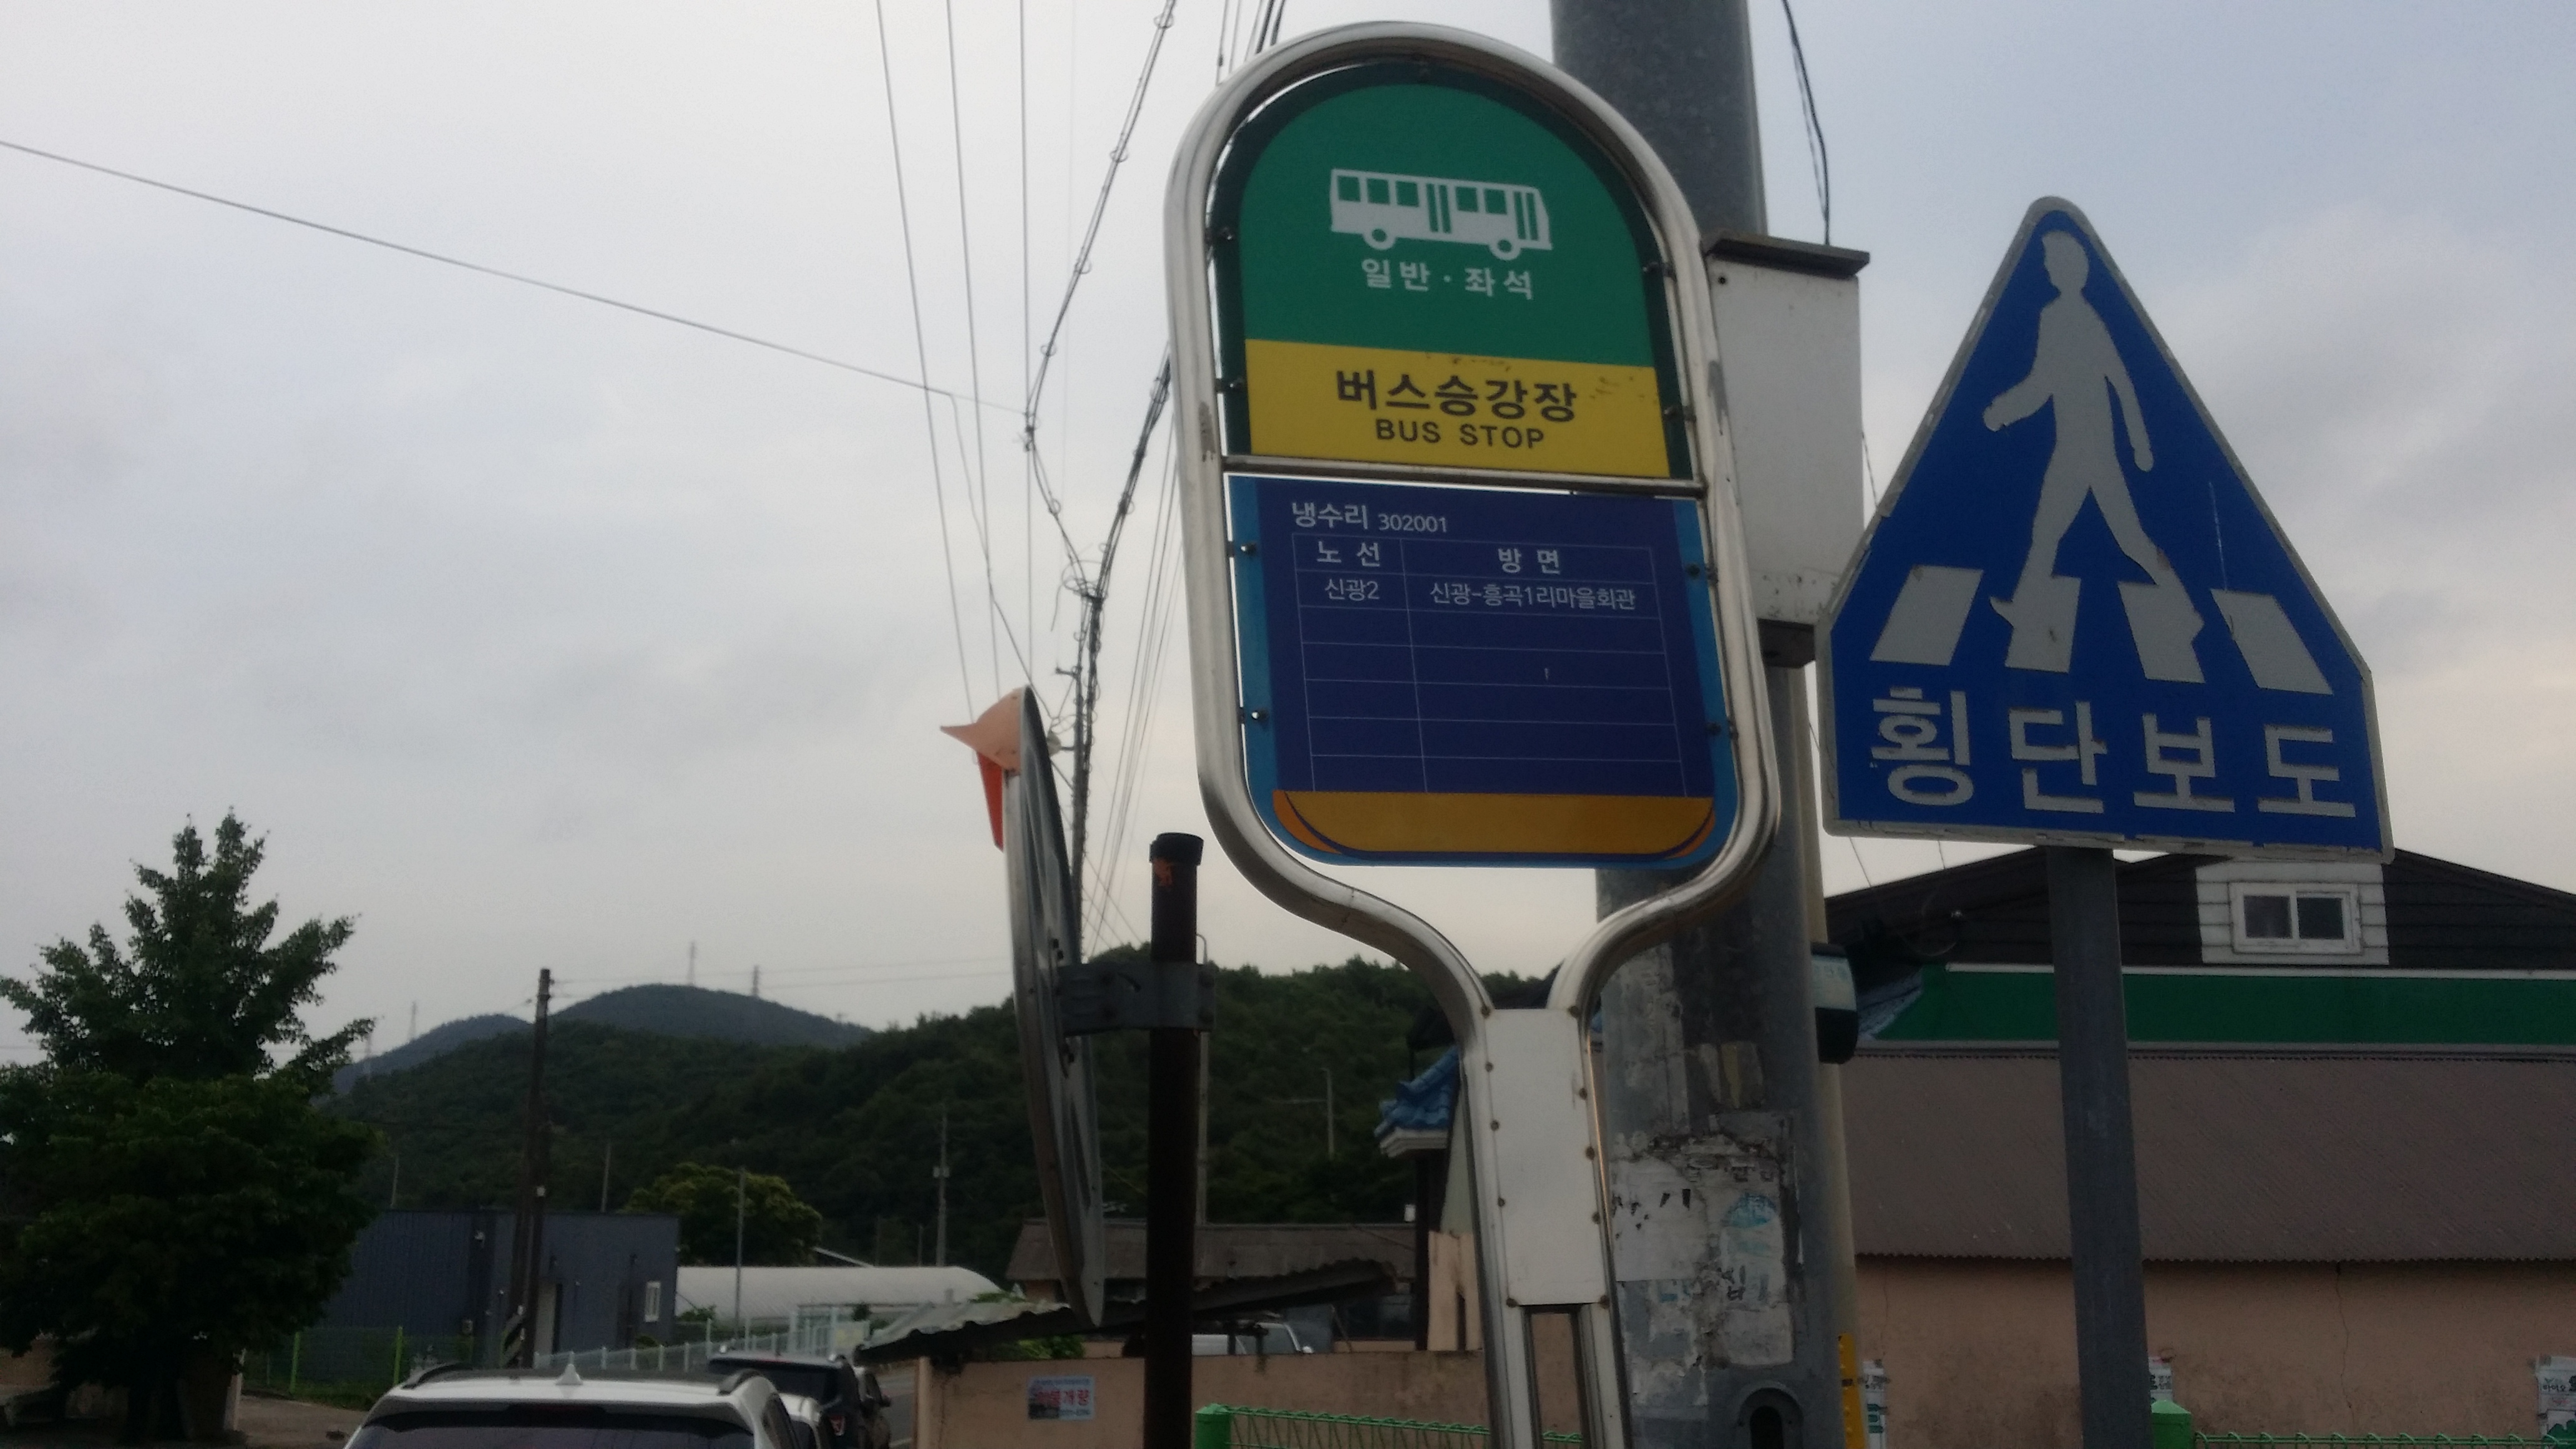 일반·좌석
버스승강장
BUS STOP
냉수리 302001
노 선 방 면
신광2 신광-흥곡1리마을회관
횡단보도